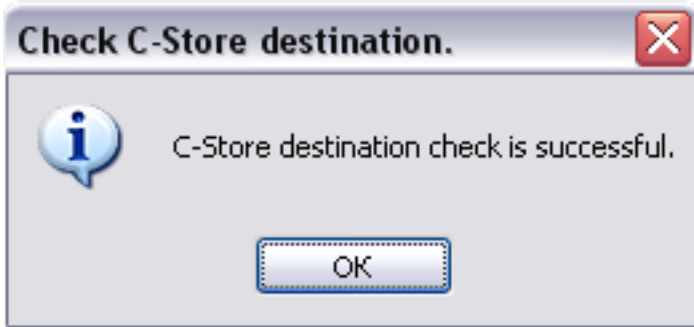 Check C-Store destination.
C-Store destination check is successful.
OK